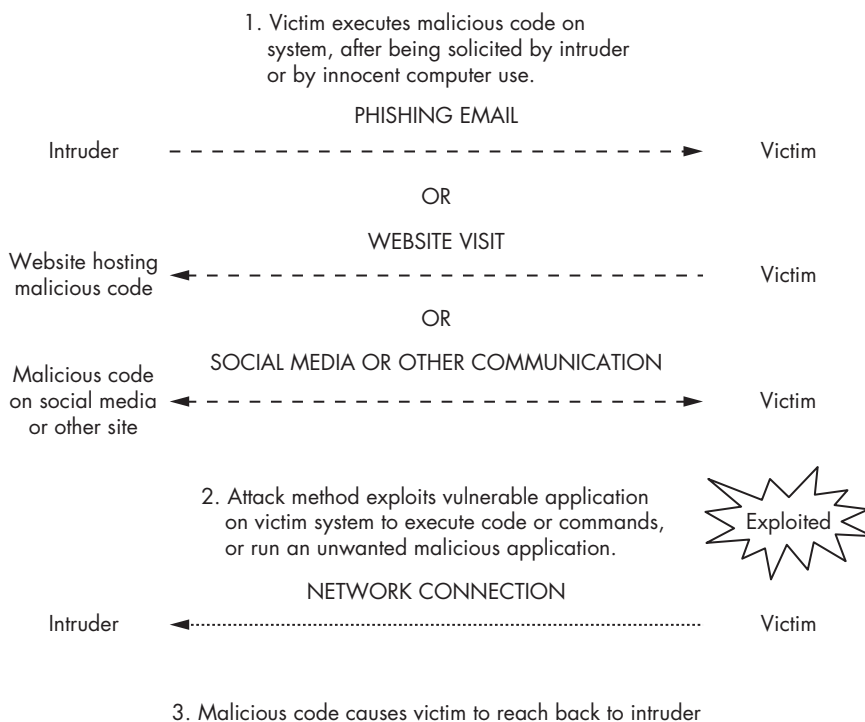 1. Victim executes malicious code on
system, after being solicited by intruder
or by innocent computer use.
PHISHING EMAIL
Intruder
Victim
OR
WEBSITE VISIT
Website hosting
malicious code
Victim
OR
SOCIAL MEDIA OR OTHER COMMUNICATION
Malicious code
on social media
or other site
Victim
2. Attack method exploits vulnerable application
on victim system to execute code or commands,
or run an unwanted malicious application.
Exploited
NETWORK CONNECTION
Intruder
Victim
3. Malicious code causes victim to reach back to intruder